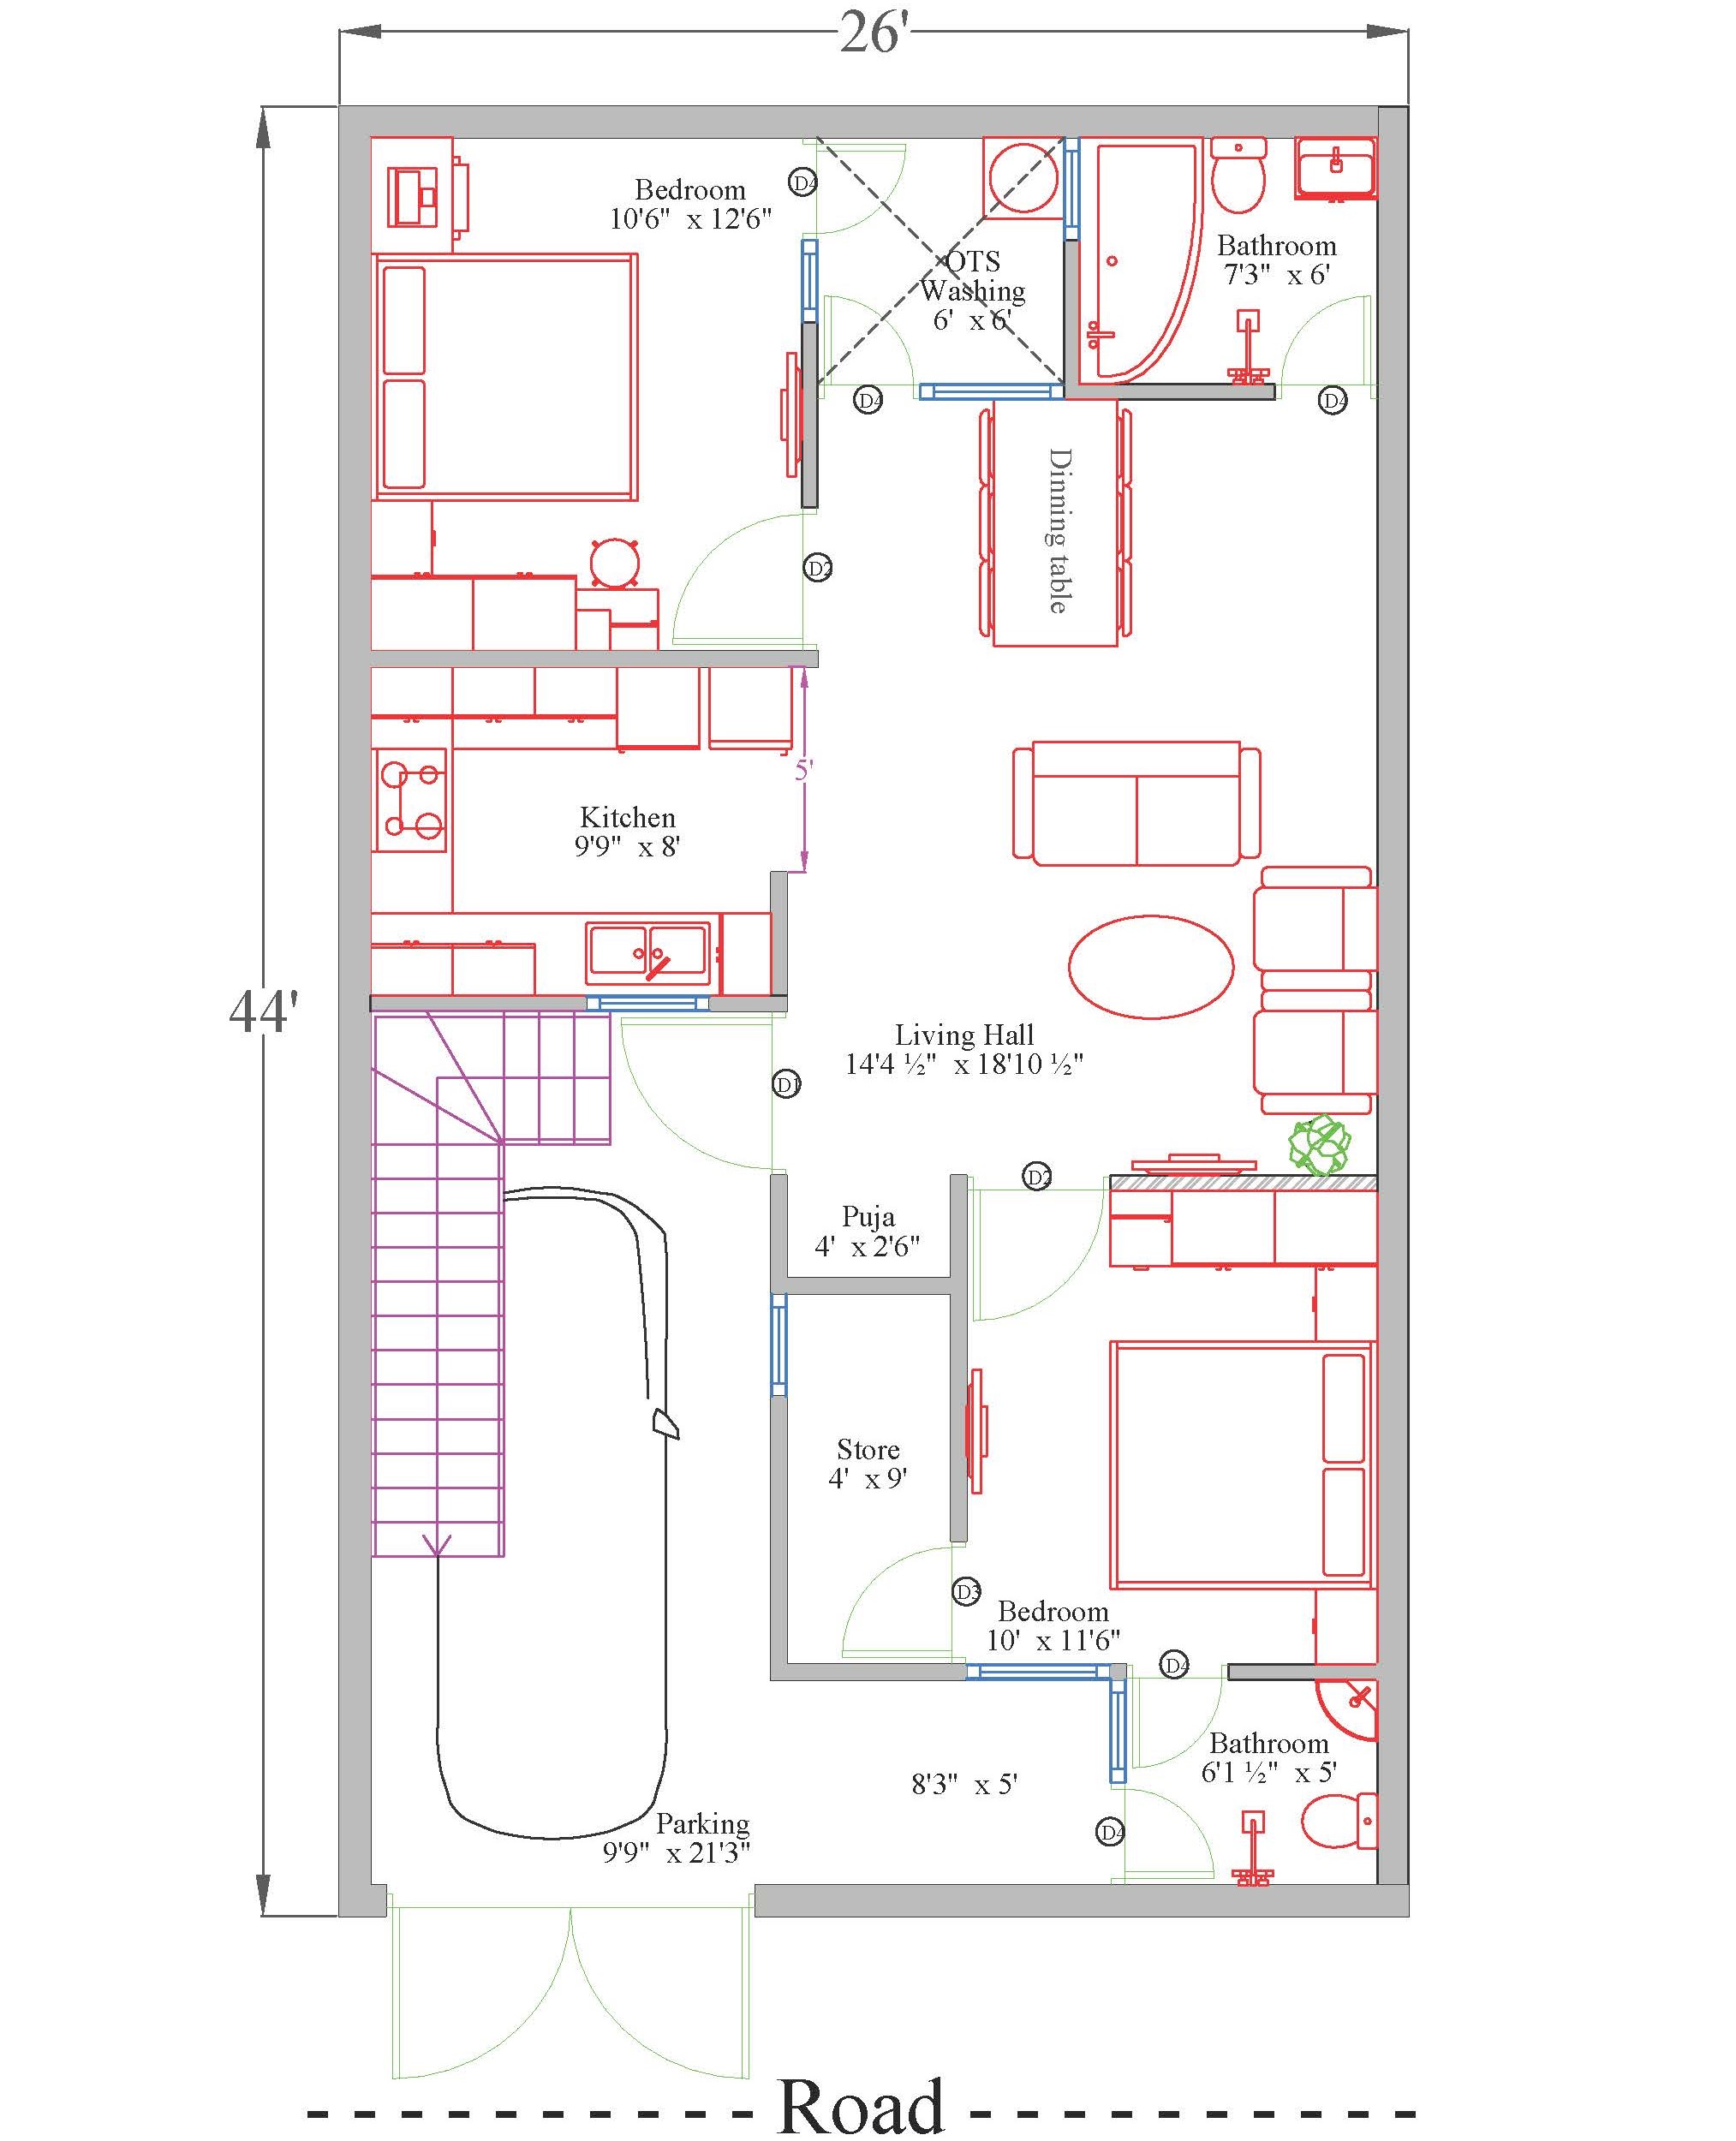 26'
Bedroom
10'6" x 12'6"
D4
OTS
Washing
6' x 6'
Bathroom
7'3" x 6'
D4
D4
Dinning table
D2
5'
Kitchen
9'9" x 8'
44'
Living Hall
14'4 ½" x 18'10 ½"
D1
D2
Puja
4' x 2'6"
Store
4' x 9'
D3
Bedroom
10' x 11'6"
D4
Bathroom
6'1 ½" x 5'
8'3" x 5'
D4
Parking
9'9" x 21'3"
Road